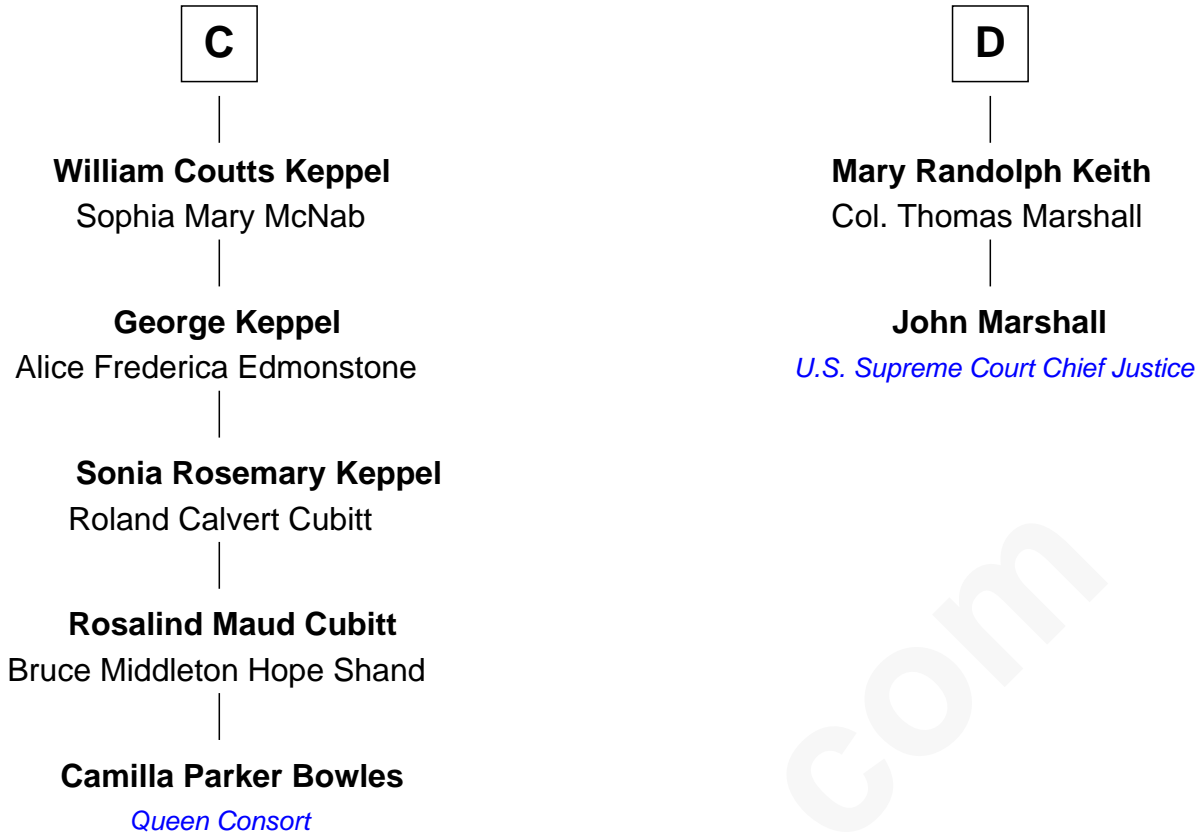 C
William Coutts Keppel
Sophia Mary McNab
George Keppel
Alice Frederica Edmonstone
Sonia Rosemary Keppel
Roland Calvert Cubitt
Rosalind Maud Cubitt
Bruce Middleton Hope Shand
Camilla Parker Bowles
Queen Consort
D
Mary Randolph Keith
Col. Thomas Marshall
John Marshall
U.S. Supreme Court Chief Justice
com